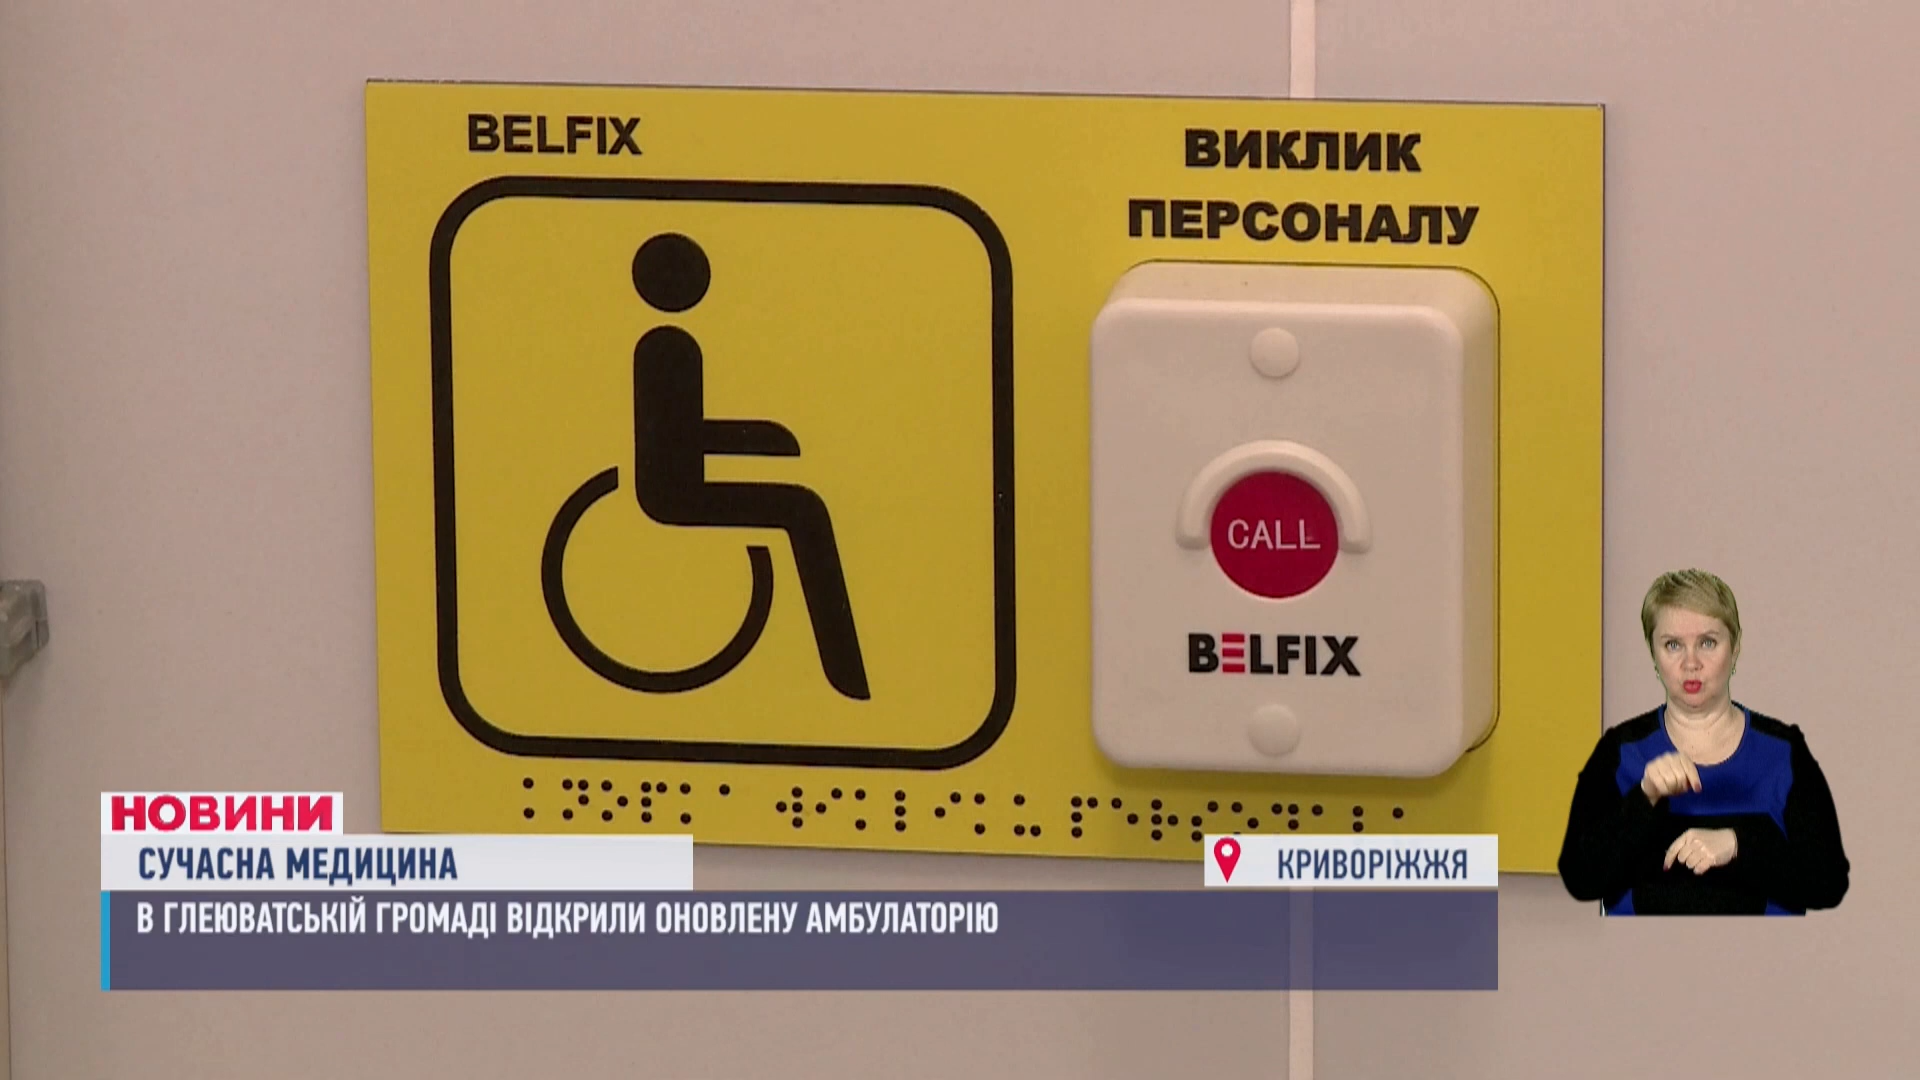 BELFIX
ВИКЛИК
ПЕРСОНАЛУ
CALL
BELFIX
НОВИНИ
СУЧАСНА МЕДИЦИНА
КРИВОРІЖЖЯ
В ГЛЕЮВАТСЬКІЙ ГРОМАДІ ВІДКРИЛИ ОНОВЛЕНУ АМБУЛАТОРІЮ